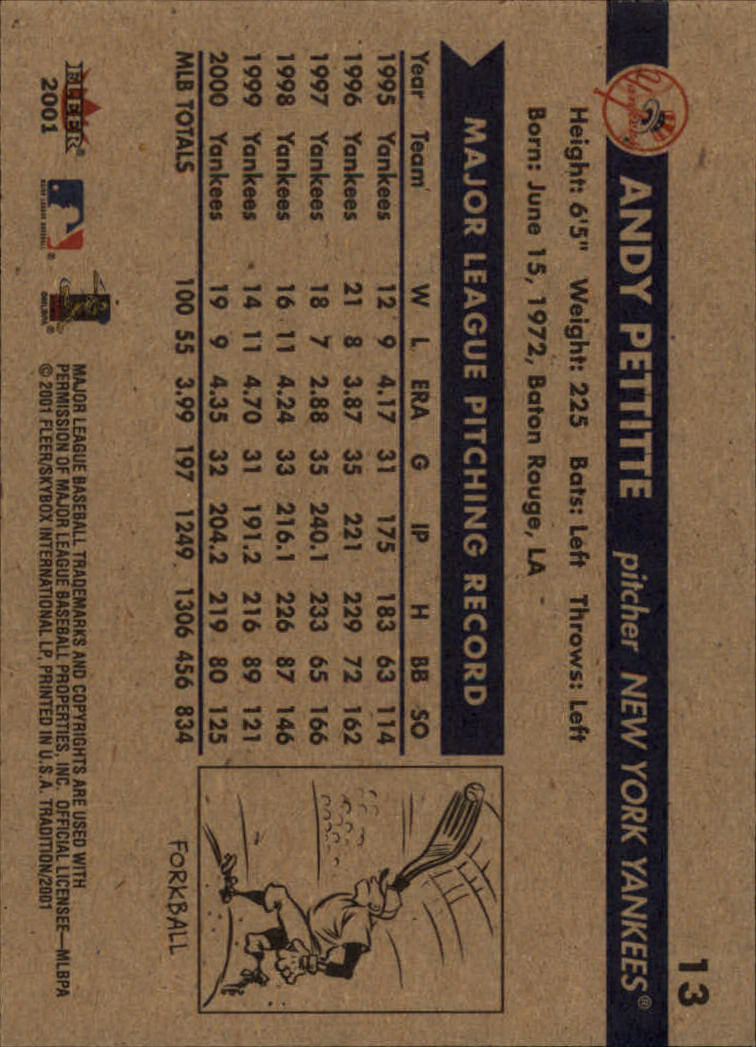 13
Yankees
ANDY PETTITTE pitcher NEW YORK YANKEES®
Height: 6'5" Weight: 225 Bats: Left Throws: Left
Born: June 15, 1972, Baton Rouge, LA
MAJOR LEAGUE PITCHING RECORD
Year Team W L ERA G IP H BB SO
1995 Yankees 12 9 4.17 31 175 183 63 114
1996 Yankees 21 8 3.87 35 221 229 72 162
1997 Yankees 18 7 2.88 35 240.1 233 65 166
1998 Yankees 16 11 4.24 33 216.1 226 87 146
1999 Yankees 14 11 4.70 31 191.2 216 89 121
2000 Yankees 19 9 4.35 32 204.2 219 80 125
MLB TOTALS 100 55 3.99 197 1249 1306 456 834
FORKBALL
FLEER®
2001
MAJOR LEAGUE BASEBALL TRADEMARKS AND COPYRIGHTS ARE USED WITH
PERMISSION OF MAJOR LEAGUE BASEBALL PROPERTIES, INC. OFFICIAL LICENSEE—MLBPA
© 2001 FLEER/SKYBOX INTERNATIONAL LP, PRINTED IN U.S.A. TRADITION/2001